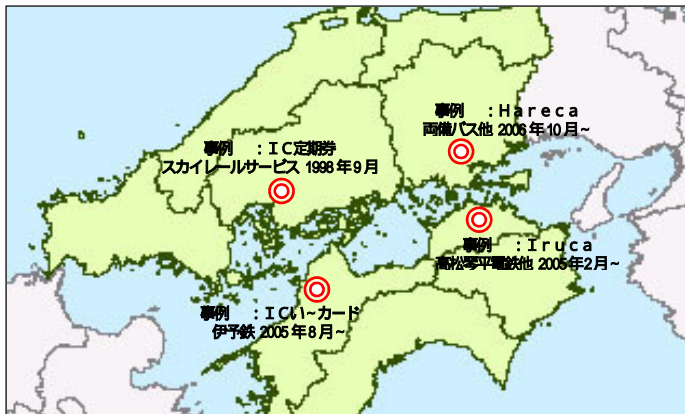 事例　：Ｈａｒｅｃａ
両備バス他 2006年10月~
事例　：ＩＣ定期券
スカイレールサービス 1998年9月
事例　：Ｉｒｕｃａ
高松琴平電鉄他 2005年2月~
事例　：ＩＣい~カード
伊予鉄 2005年8月~